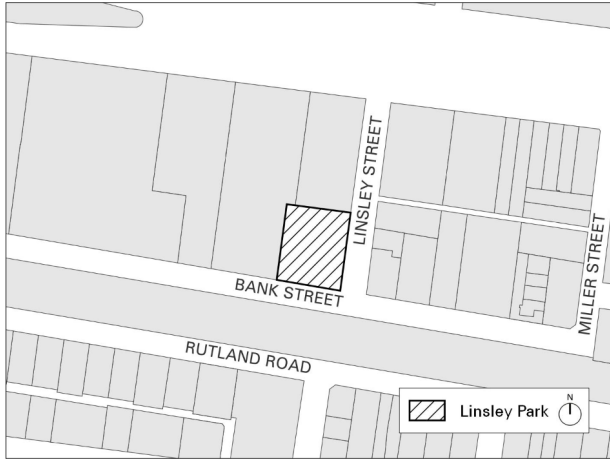 LINSLEY STREET
MILLER STREET
BANK STREET
RUTLAND ROAD
Linsley Park
N